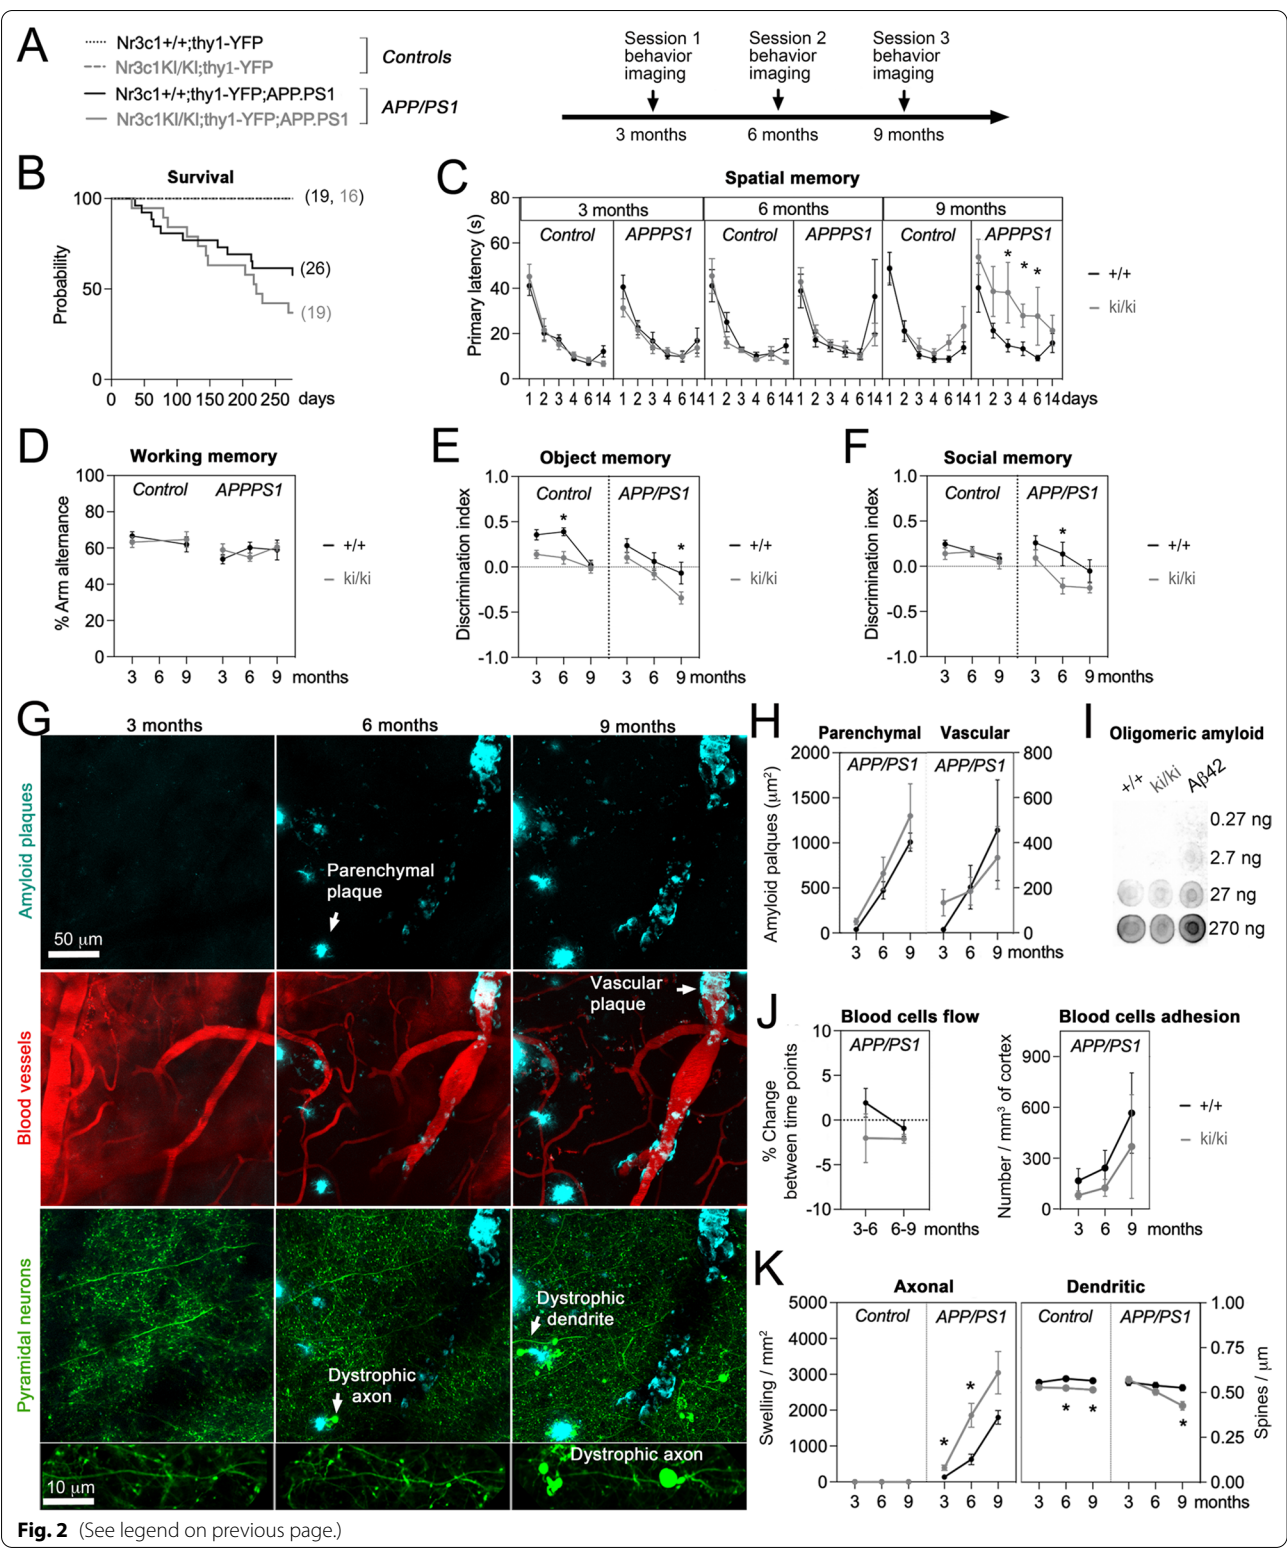 A
Nr3c1+/+;thy1-YFP
Nr3c1KI/KI;thy1-YFP
Controls
Nr3c1+/+;thy1-YFP;APP.PS1
Nr3c1KI/KI;thy1-YFP;APP.PS1
APP/PS1
Session 1 behavior imaging
Session 2 behavior imaging
Session 3 behavior imaging
3 months 6 months 9 months
B
Survival
Probability
100
50
0
(19, 16)
(26)
(19)
0 50 100 150 200 250 days
C
Spatial memory
Primary latency (s)
80
60
40
20
0
3 months 6 months 9 months
Control APPPS1 Control APPPS1 Control APPPS1
* * *
1 2 3 4 6 14 1 2 3 4 6 14 1 2 3 4 6 14 1 2 3 4 6 14 1 2 3 4 6 14 1 2 3 4 6 14 days
+/+
ki/ki
D
Working memory
% Arm alternance
100
80
60
40
20
0
Control APPPS1
3 6 9 3 6 9 months
+/+
ki/ki
E
Object memory
Discrimination index
1.0
0.5
0.0
-0.5
-1.0
Control APP/PS1
* *
3 6 9 3 6 9 months
+/+
ki/ki
F
Social memory
Discrimination index
1.0
0.5
0.0
-0.5
-1.0
Control APP/PS1
*
3 6 9 3 6 9 months
+/+
ki/ki
G
3 months 6 months 9 months
Amyloid plaques
50 µm
Parenchymal plaque
Blood vessels
Vascular plaque
Pyramidal neurons
Dystrophic axon
Dystrophic dendrite
10 µm
Dystrophic axon
H
Parenchymal Vascular
Amyloid palques (µm²)
2000
1500
1000
500
0
APP/PS1 APP/PS1
800
600
400
200
0
3 6 9 3 6 9 months
I
Oligomeric amyloid
+/+ ki/ki Aβ42
0.27 ng
2.7 ng
27 ng
270 ng
J
Blood cells flow
% Change between time points
10
5
0
-5
-10
APP/PS1
3-6 6-9 months
Blood cells adhesion
Number / mm³ of cortex
900
600
300
0
APP/PS1
3 6 9 months
+/+
ki/ki
K
Axonal Dendritic
Swelling / mm²
5000
4000
3000
2000
1000
0
Control APP/PS1 Control APP/PS1
* * * * *
1.00
0.75
0.50
0.25
0.00
Spines / µm
3 6 9 3 6 9 3 6 9 3 6 9 months
Fig. 2 (See legend on previous page.)